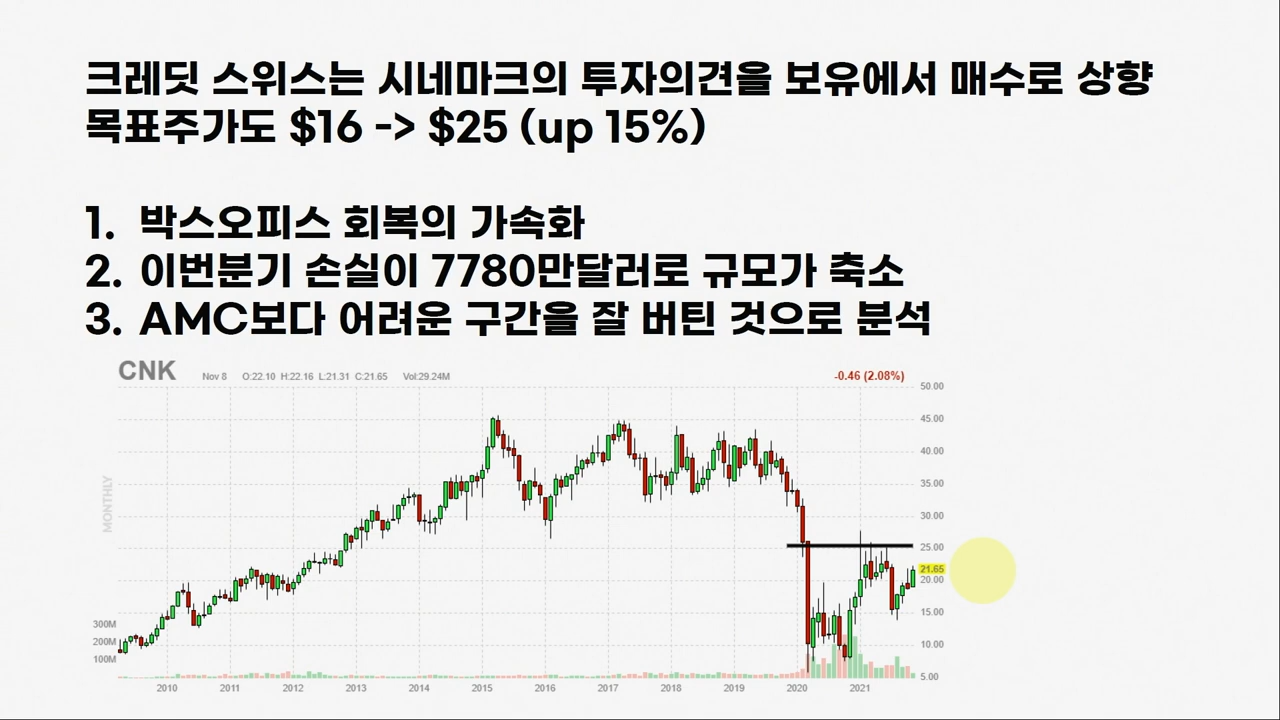 크레딧 스위스는 시네마크의 투자의견을 보유에서 매수로 상향
목표주가도 $16 -> $25 (up 15%)
1. 박스오피스 회복의 가속화
2. 이번분기 손실이 7780만달러로 규모가 축소
3. AMC보다 어려운 구간을 잘 버틴 것으로 분석
CNK Nov 8 O:22.10 H:22.16 L:21.31 C:21.65 Vol:29.24M -0.46 (2.08%)
50.00
45.00
40.00
35.00
MONTHLY
30.00
25.00
21.65
20.00
15.00
300M
200M
10.00
100M
5.00
2010 2011 2012 2013 2014 2015 2016 2017 2018 2019 2020 2021